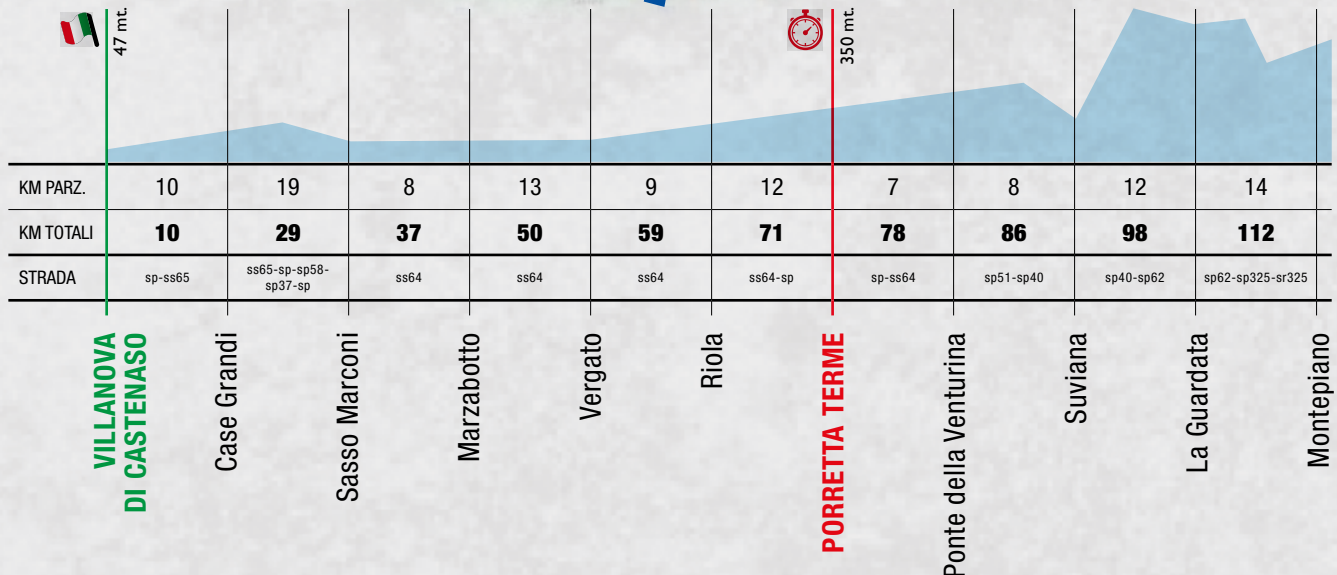 47 mt.
350 mt.
KM PARZ. 10 19 8 13 9 12 7 8 12 14
KM TOTALI 10 29 37 50 59 71 78 86 98 112
STRADA sp-ss65 ss65-sp-sp58- ss64 ss64 ss64 ss64-sp sp-ss64 sp51-sp40 sp40-sp62 sp62-sp325-sr325
sp37-sp
VILLANOVA
DI CASTENASO
Case Grandi
Sasso Marconi
Marzabotto
Vergato
Riola
PORRETTA TERME
Ponte della Venturina
Suviana
La Guardata
Montepiano